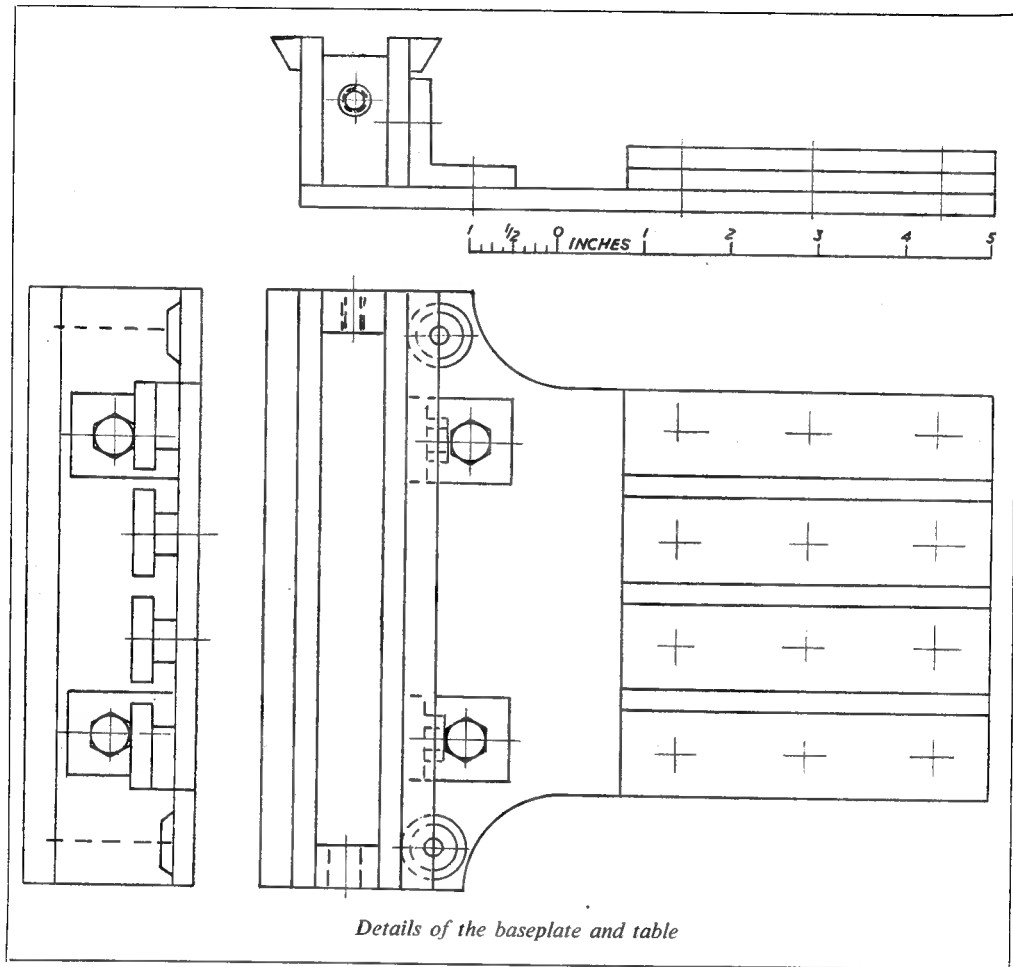 1 1/2 0 INCHES 1 2 3 4 5
Details of the baseplate and table